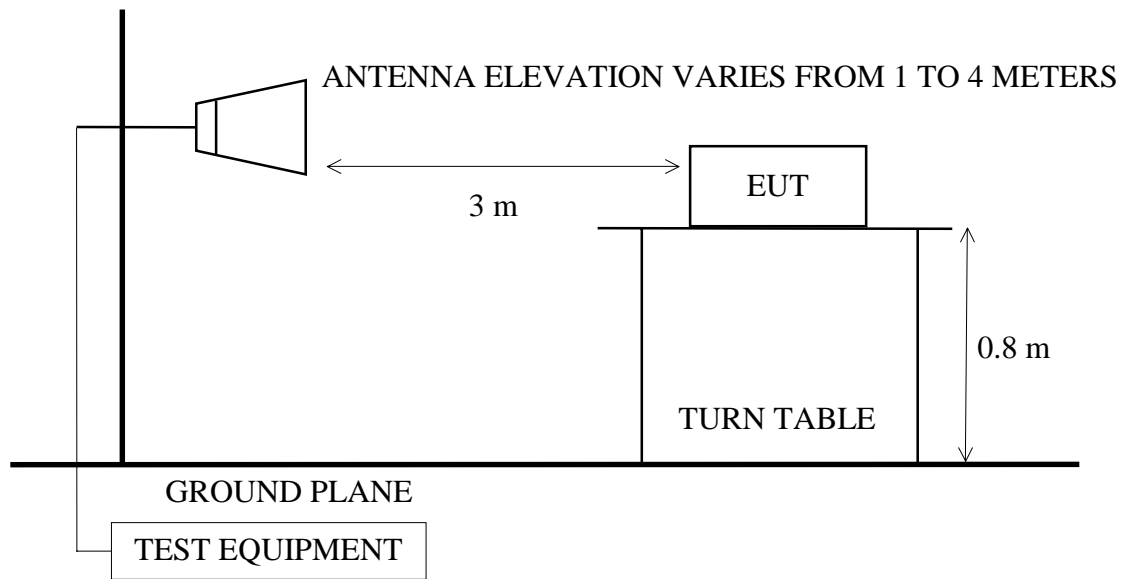 ANTENNA ELEVATION VARIES FROM 1 TO 4 METERS
EUT
3 m
0.8 m
TURN TABLE
GROUND PLANE
TEST EQUIPMENT